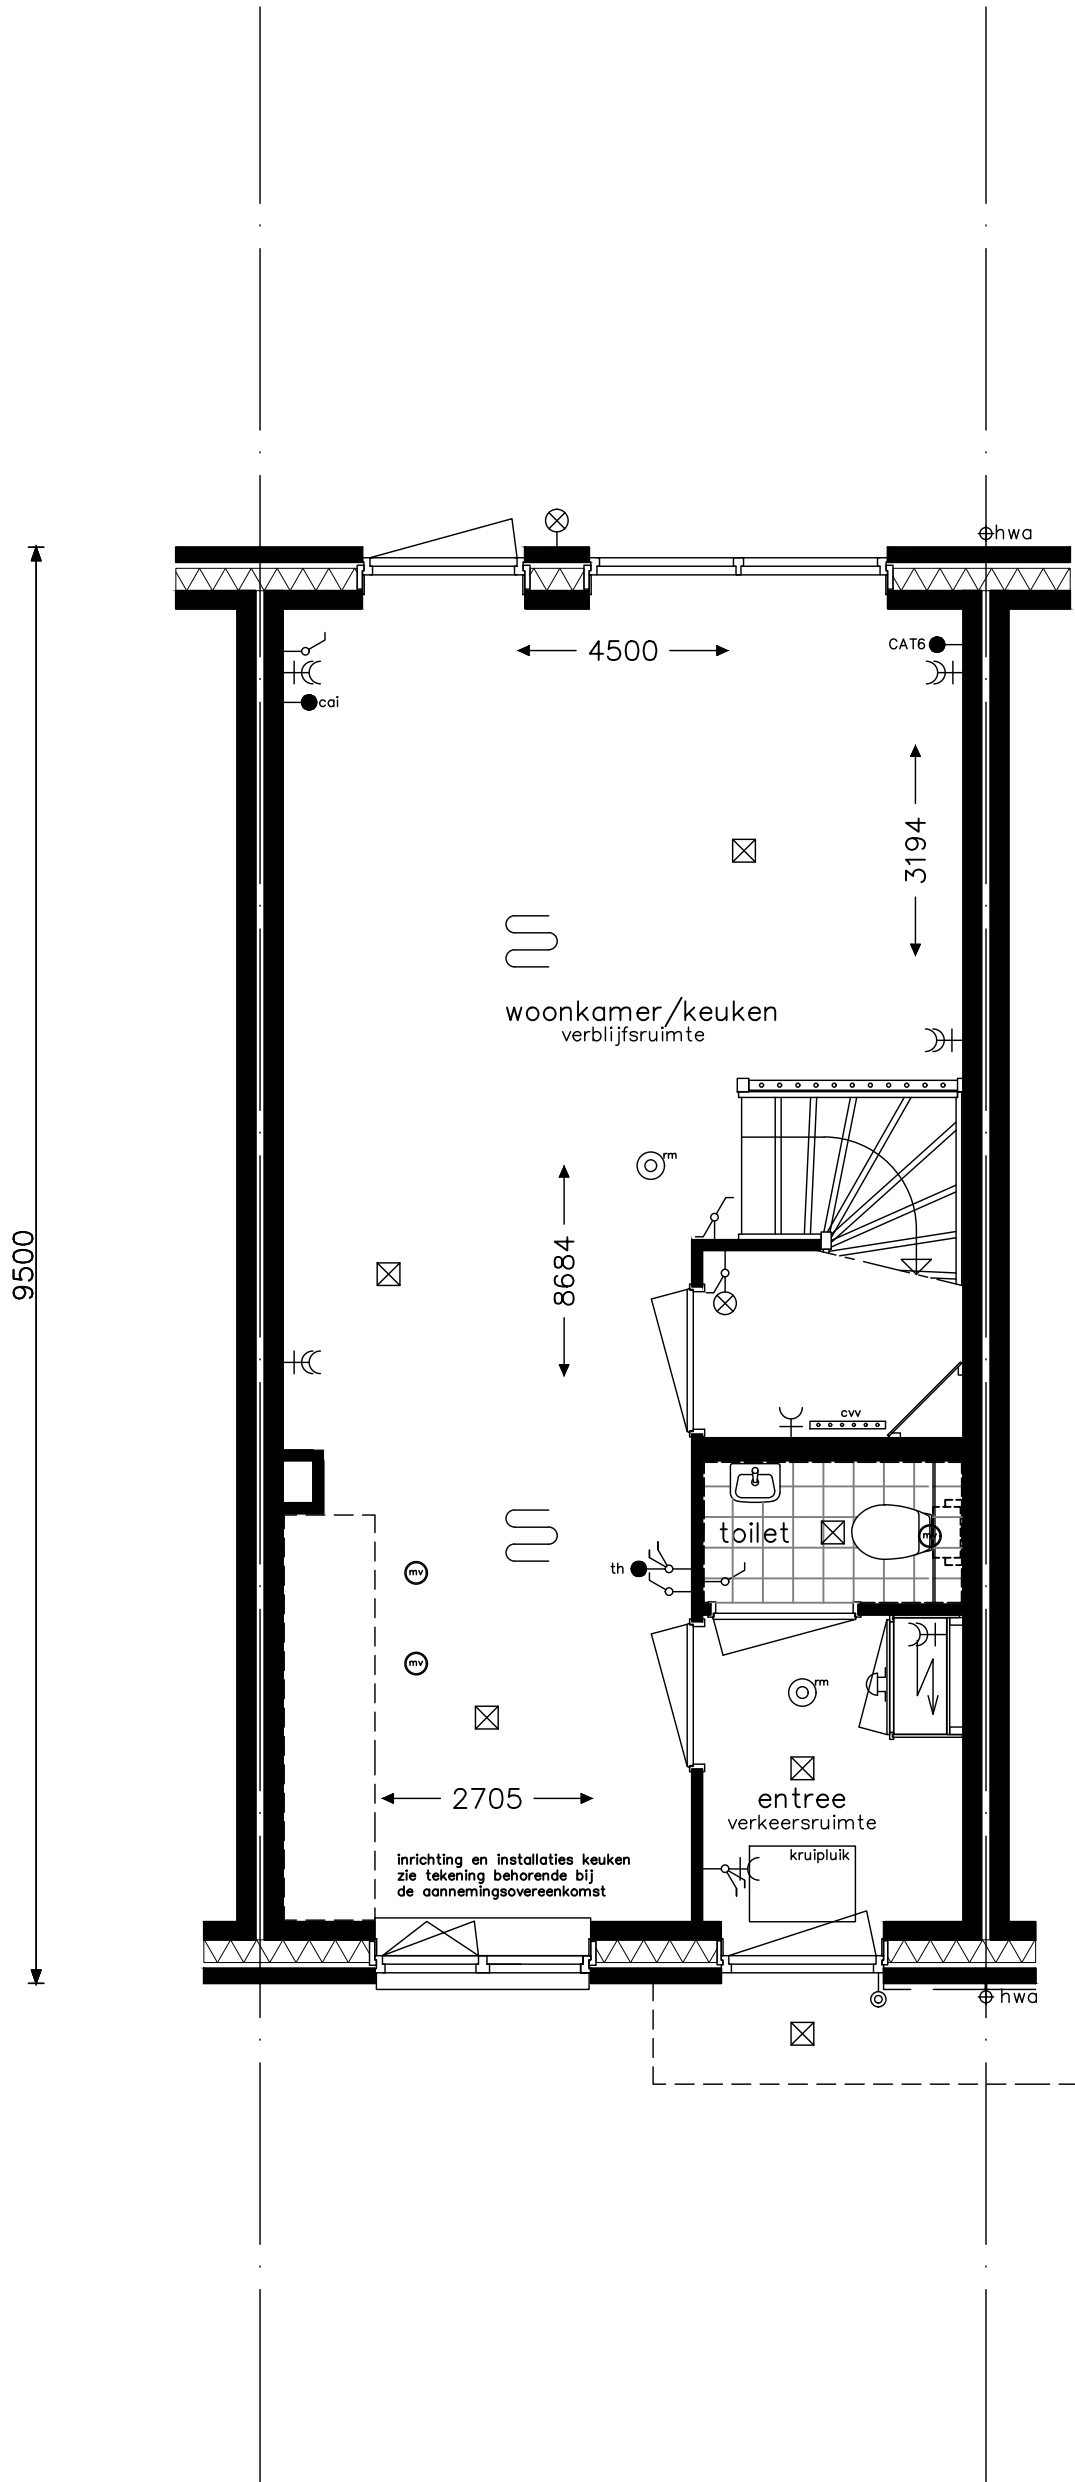 hwa
4500
CAT6
cai
3194
woonkamer/keuken
verblijfsruimte
rm
8684
9500
cvv
toilet
mv
th
mv
mv
rm
2705
entree
verkeersruimte
kruipluik
inrichting en installaties keuken
zie tekening behorende bij
de aannemingsovereenkomst
hwa